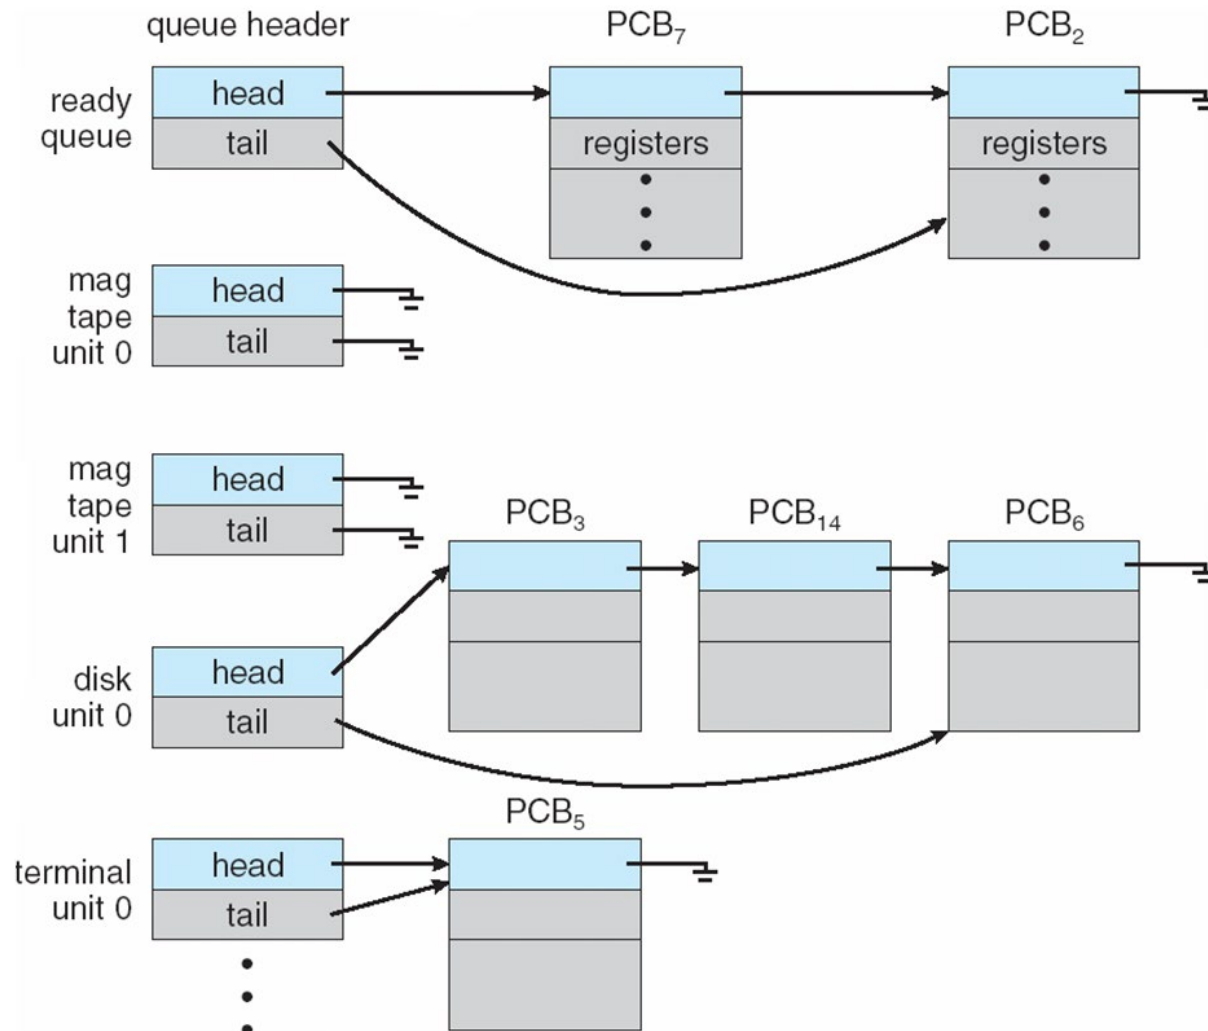 queue header
PCB₇
PCB₂
ready
queue
head
tail
registers
registers
mag
tape
unit 0
head
tail
mag
tape
unit 1
head
tail
PCB₃
PCB₁₄
PCB₆
disk
unit 0
head
tail
PCB₅
terminal
unit 0
head
tail